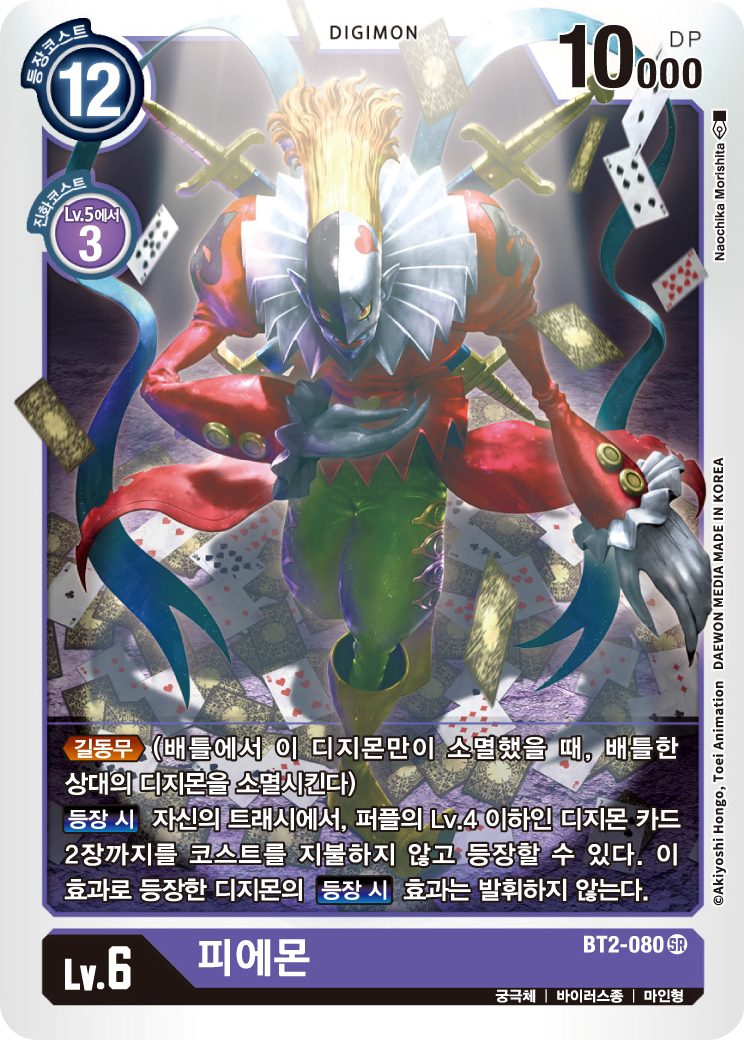 DIGIMON
등장코스트
12
DP
10000
진화코스트
Lv.5에서
3
Naochika Morishita
©Akiyoshi Hongo, Toei Animation DAEWON MEDIA MADE IN KOREA
길동무 (배틀에서 이 디지몬만이 소멸했을 때, 배틀한
상대의 디지몬을 소멸시킨다)
등장 시 자신의 트래시에서, 퍼플의 Lv.4 이하인 디지몬 카드
2장까지를 코스트를 지불하지 않고 등장할 수 있다. 이
효과로 등장한 디지몬의 등장 시 효과는 발휘하지 않는다.
Lv.6
피에몬
BT2-080 SR
궁극체 | 바이러스종 | 마인형